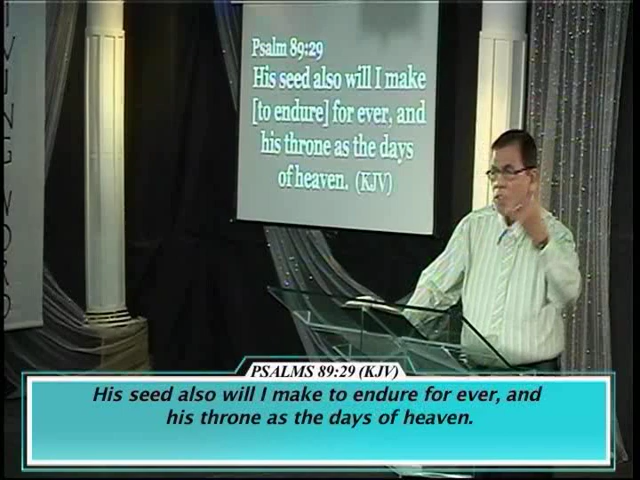 Psalm 89:29
His seed also will I make
[to endure] for ever, and
his throne as the days
of heaven. (KJV)
PSALMS 89:29 (KJV)
His seed also will I make to endure for ever, and
his throne as the days of heaven.